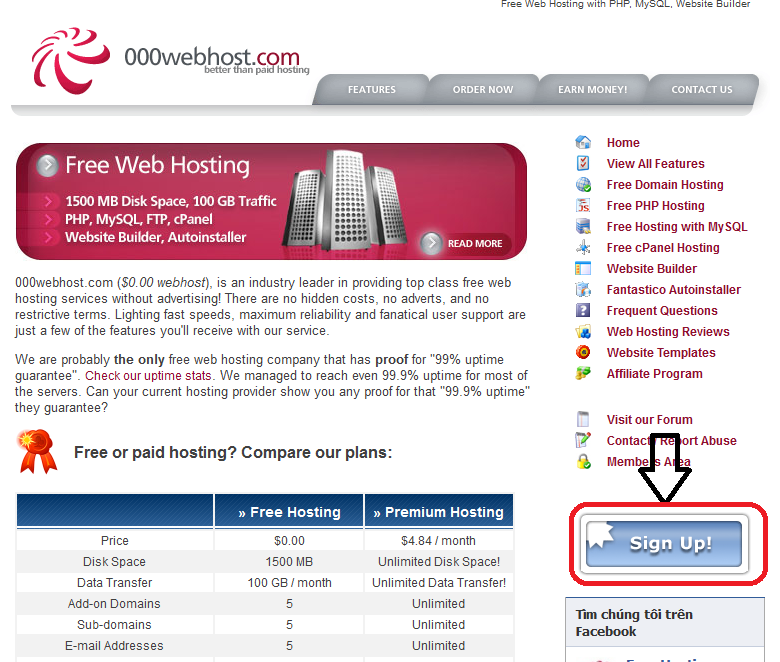 Free Web Hosting with PHP, MySQL, Website Builder
000webhost.com
better than paid hosting
FEATURES
ORDER NOW
EARN MONEY!
CONTACT US
Free Web Hosting
1500 MB Disk Space, 100 GB Traffic
PHP, MySQL, FTP, cPanel
Website Builder, Autoinstaller
READ MORE
000webhost.com ($0.00 webhost), is an industry leader in providing top class free web
hosting services without advertising! There are no hidden costs, no adverts, and no
restrictive terms. Lighting fast speeds, maximum reliability and fanatical user support are
just a few of the features you'll receive with our service.
We are probably the only free web hosting company that has proof for "99% uptime
guarantee". Check our uptime stats. We managed to reach even 99.9% uptime for most of
the servers. Can your current hosting provider show you any proof for that "99.9% uptime"
they guarantee?
Free or paid hosting? Compare our plans:
» Free Hosting » Premium Hosting
Price $0.00 $4.84 / month
Disk Space 1500 MB Unlimited Disk Space!
Data Transfer 100 GB / month Unlimited Data Transfer!
Add-on Domains 5 Unlimited
Sub-domains 5 Unlimited
E-mail Addresses 5 Unlimited
Home
View All Features
Free Domain Hosting
Free PHP Hosting
Free Hosting with MySQL
Free cPanel Hosting
Website Builder
Fantastico Autoinstaller
Frequent Questions
Web Hosting Reviews
Website Templates
Affiliate Program
Visit our Forum
Contact / Report Abuse
Members Area
Sign Up!
Tìm chúng tôi trên
Facebook